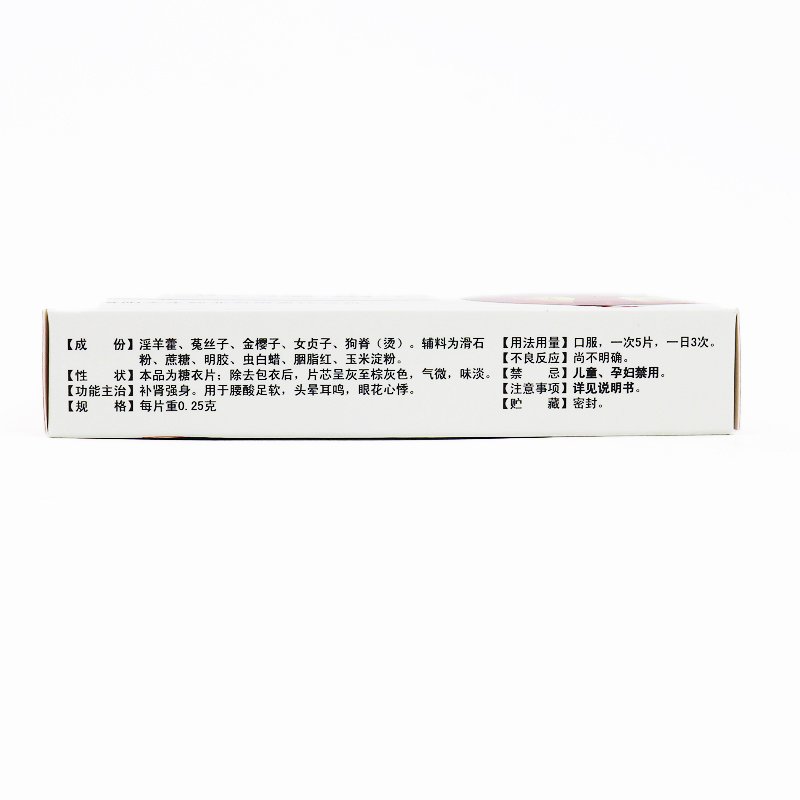 【成　份】淫羊藿、菟丝子、金樱子、女贞子、狗脊（烫）。辅料为滑石
粉、蔗糖、明胶、虫白蜡、胭脂红、玉米淀粉。
【性　状】本品为糖衣片；除去包衣后，片芯呈灰至棕灰色，气微，味淡。
【功能主治】补肾强身。用于腰酸足软，头晕耳鸣，眼花心悸。
【规　格】每片重0.25克
【用法用量】口服，一次5片，一日3次。
【不良反应】尚不明确。
【禁　忌】儿童、孕妇禁用。
【注意事项】详见说明书。
【贮　藏】密封。